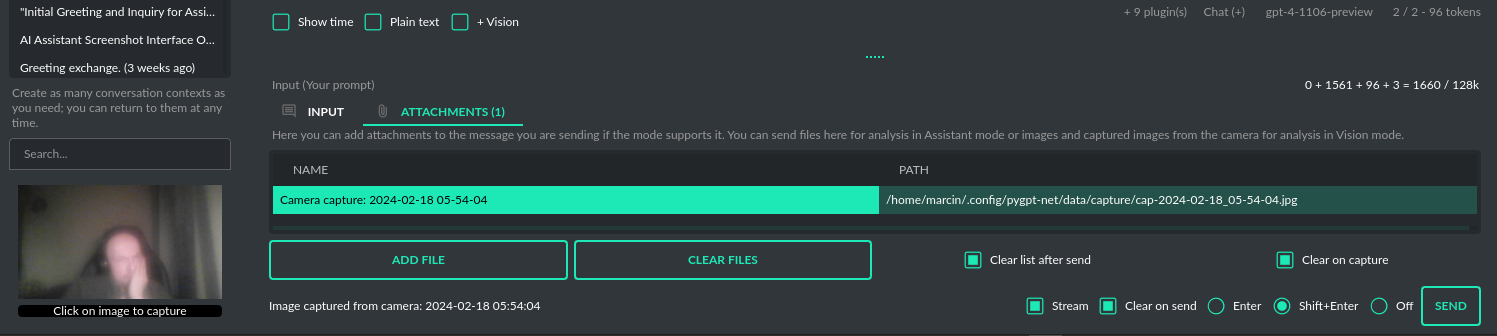 "Initial Greeting and Inquiry for Assi...
AI Assistant Screenshot Interface O...
Greeting exchange. (3 weeks ago)
Create as many conversation contexts as
you need; you can return to them at any
time.
Search...
Click on image to capture
Show time Plain text + Vision
+ 9 plugin(s) Chat (+) gpt-4-1106-preview 2 / 2 - 96 tokens
Input (Your prompt)
0 + 1561 + 96 + 3 = 1660 / 128k
INPUT ATTACHMENTS (1)
Here you can add attachments to the message you are sending if the mode supports it. You can send files here for analysis in Assistant mode or images and captured images from the camera for analysis in Vision mode.
NAME PATH
Camera capture: 2024-02-18 05-54-04 /home/marcin/.config/pygpt-net/data/capture/cap-2024-02-18_05-54-04.jpg
ADD FILE CLEAR FILES Clear list after send Clear on capture
Image captured from camera: 2024-02-18 05:54:04 Stream Clear on send Enter Shift+Enter Off SEND